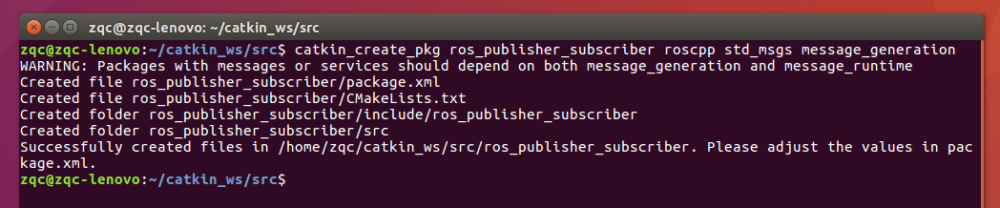 zqc@zqc-lenovo: ~/catkin_ws/src
zqc@zqc-lenovo:~/catkin_ws/src$ catkin_create_pkg ros_publisher_subscriber roscpp std_msgs message_generation
WARNING: Packages with messages or services should depend on both message_generation and message_runtime
Created file ros_publisher_subscriber/package.xml
Created file ros_publisher_subscriber/CMakeLists.txt
Created folder ros_publisher_subscriber/include/ros_publisher_subscriber
Created folder ros_publisher_subscriber/src
Successfully created files in /home/zqc/catkin_ws/src/ros_publisher_subscriber. Please adjust the values in pac
kage.xml.
zqc@zqc-lenovo:~/catkin_ws/src$